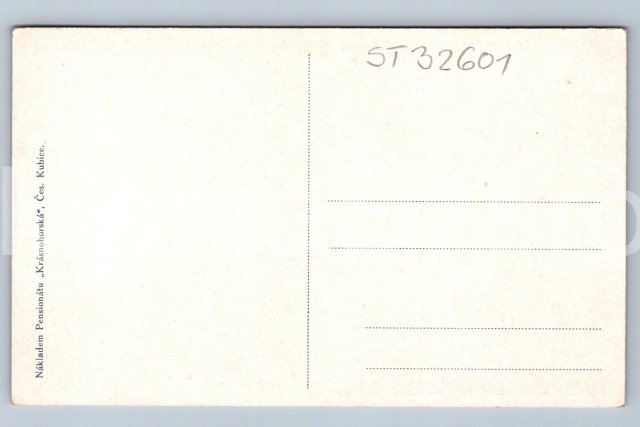 ST32601
Nákladem Pensionátu „Krásnohorská“, Čes. Kubice.